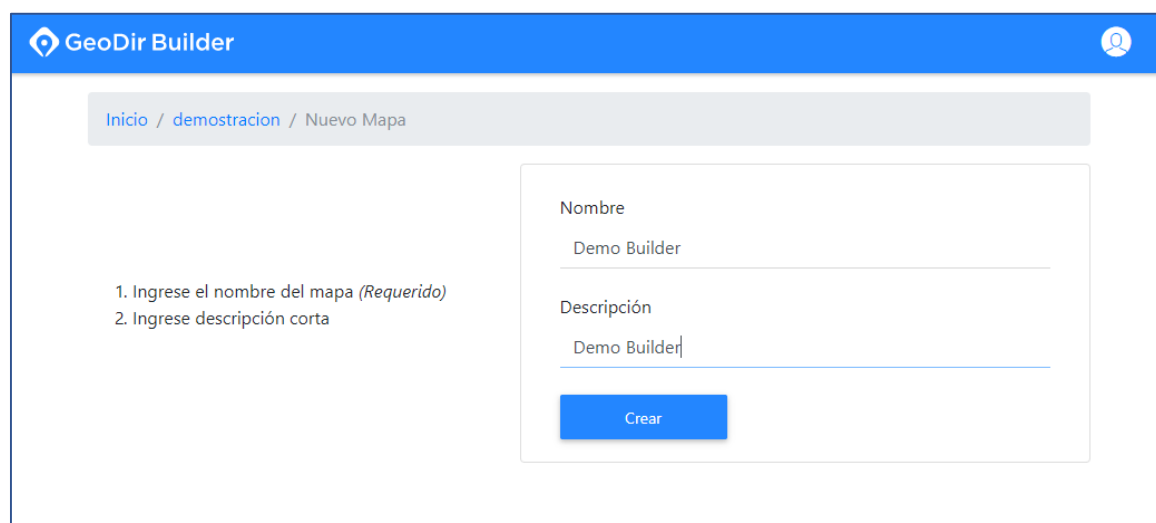 GeoDir Builder
Inicio / demostracion / Nuevo Mapa
1. Ingrese el nombre del mapa (Requerido)
2. Ingrese descripción corta
Nombre
Demo Builder
Descripción
Demo Builder
Crear